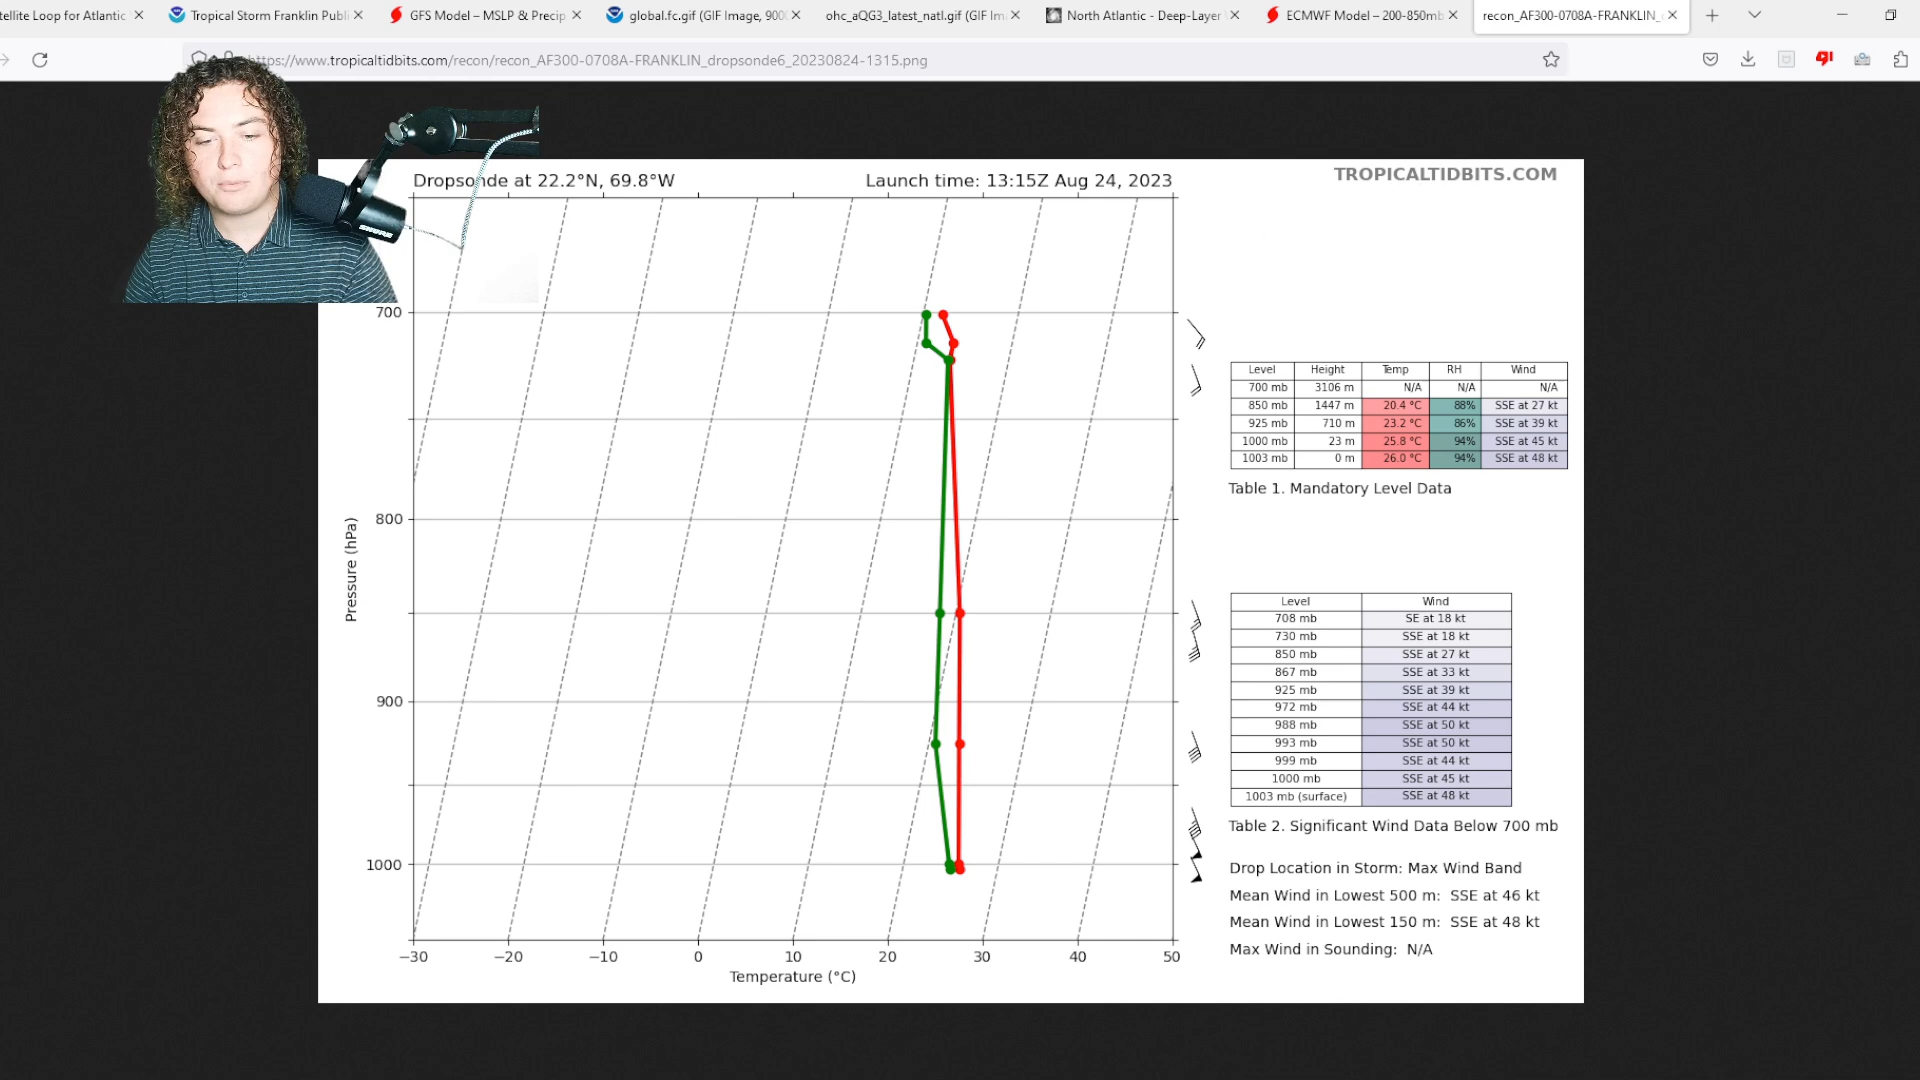 tellite Loop for Atlantic
Tropical Storm Franklin Publi
GFS Model – MSLP & Precip
global.fc.gif (GIF Image, 900
ohc_aQG3_latest_natl.gif (GIF Im
North Atlantic - Deep-Layer
ECMWF Model – 200-850mb
recon_AF300-0708A-FRANKLIN_
https://www.tropicaltidbits.com/recon/recon_AF300-0708A-FRANKLIN_dropsonde6_20230824-1315.png
Dropsonde at 22.2°N, 69.8°W
Launch time: 13:15Z Aug 24, 2023
TROPICALTIDBITS.COM
700
800
900
1000
Pressure (hPa)
−30 −20 −10 0 10 20 30 40 50
Temperature (°C)
Level Height Temp RH Wind
700 mb 3106 m N/A N/A N/A
850 mb 1447 m 20.4 °C 88% SSE at 27 kt
925 mb 710 m 23.2 °C 86% SSE at 39 kt
1000 mb 23 m 25.8 °C 94% SSE at 45 kt
1003 mb 0 m 26.0 °C 94% SSE at 48 kt
Table 1. Mandatory Level Data
Level Wind
708 mb SE at 18 kt
730 mb SSE at 18 kt
850 mb SSE at 27 kt
867 mb SSE at 33 kt
925 mb SSE at 39 kt
972 mb SSE at 44 kt
988 mb SSE at 50 kt
993 mb SSE at 50 kt
999 mb SSE at 44 kt
1000 mb SSE at 45 kt
1003 mb (surface) SSE at 48 kt
Table 2. Significant Wind Data Below 700 mb
Drop Location in Storm: Max Wind Band
Mean Wind in Lowest 500 m: SSE at 46 kt
Mean Wind in Lowest 150 m: SSE at 48 kt
Max Wind in Sounding: N/A
SHURE